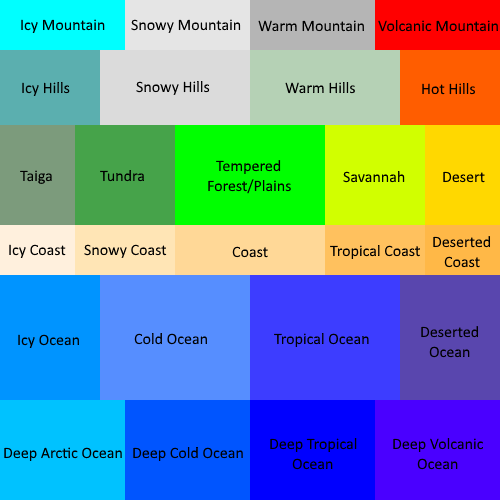 Icy Mountain
Snowy Mountain
Warm Mountain
Volcanic Mountain
Icy Hills
Snowy Hills
Warm Hills
Hot Hills
Taiga
Tundra
Tempered
Forest/Plains
Savannah
Desert
Icy Coast
Snowy Coast
Coast
Tropical Coast
Deserted
Coast
Icy Ocean
Cold Ocean
Tropical Ocean
Deserted
Ocean
Deep Arctic Ocean
Deep Cold Ocean
Deep Tropical
Ocean
Deep Volcanic
Ocean